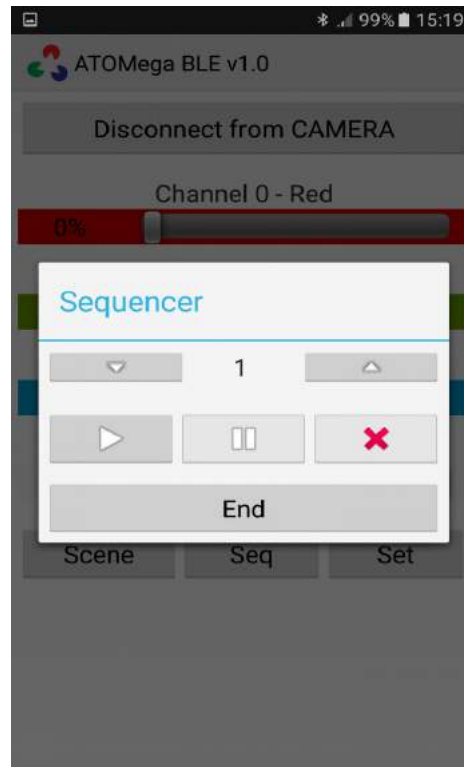 99% 15:19
ATOMega BLE v1.0
Disconnect from CAMERA
Channel 0 - Red
0%
Sequencer
1
End
Scene Seq Set